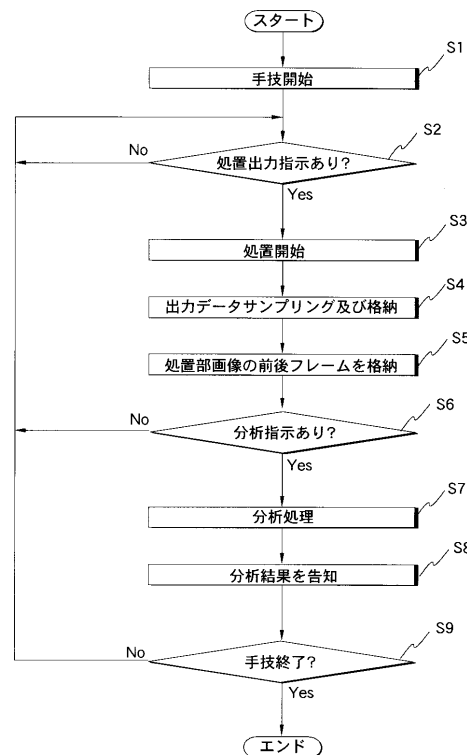 スタート
S1
手技開始
S2
No
処置出力指示あり?
Yes
S3
処置開始
S4
出力データサンプリング及び格納
S5
処置部画像の前後フレームを格納
S6
No
分析指示あり?
Yes
S7
分析処理
S8
分析結果を告知
S9
No
手技終了?
Yes
エンド